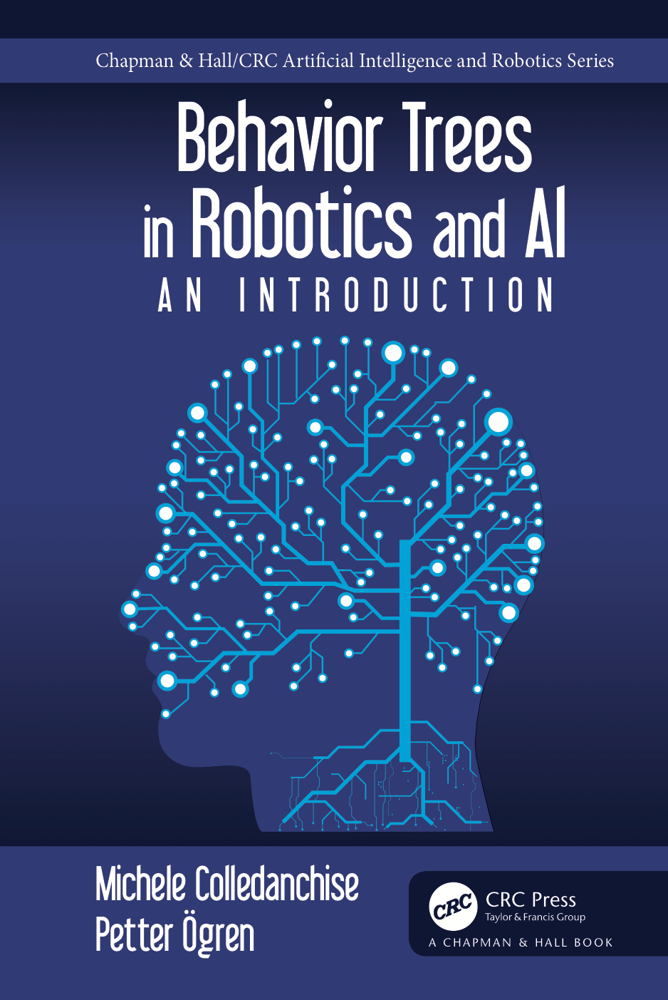 Chapman & Hall/CRC Artificial Intelligence and Robotics Series
Behavior Trees
in Robotics and AI
AN INTRODUCTION
Michele Colledanchise
Petter Ögren
CRC
CRC Press
Taylor & Francis Group
A CHAPMAN & HALL BOOK